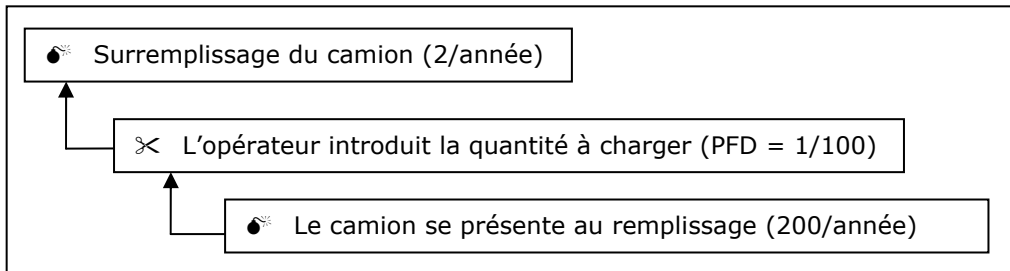 💣 Surremplissage du camion (2/année)
✂ L’opérateur introduit la quantité à charger (PFD = 1/100)
💣 Le camion se présente au remplissage (200/année)